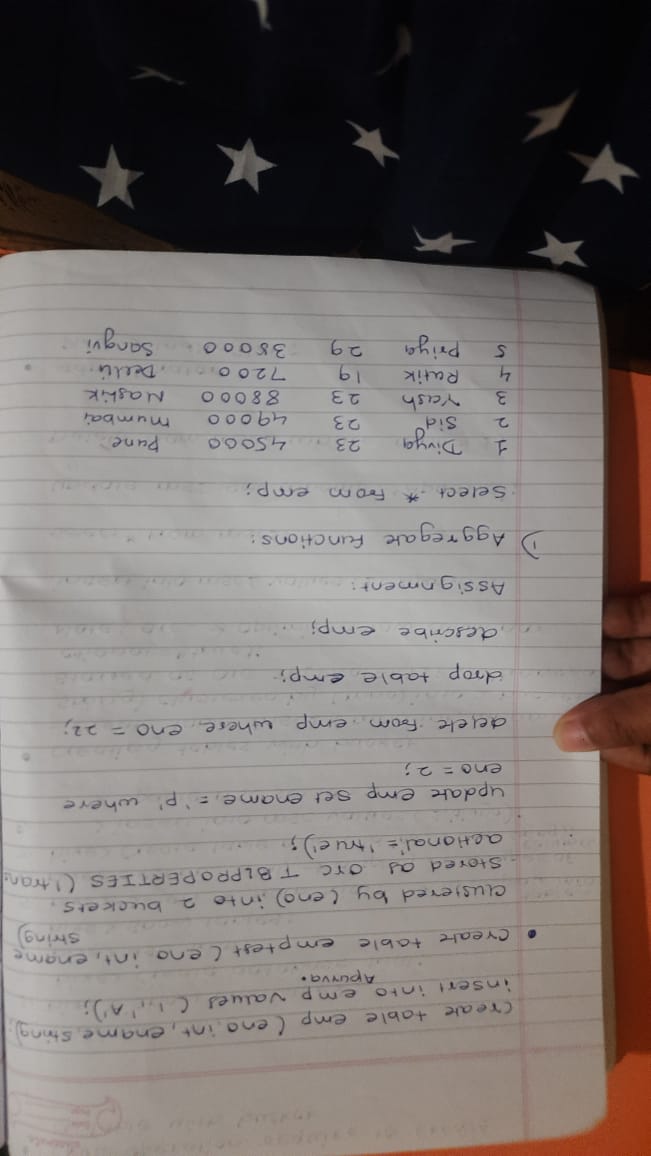 create table emp (eno int, ename string);
insert into emp values (1,'A');
Apurva.
• create table emptest (eno int, ename
string)
clustered by (eno) into 2 buckets
stored as orc TBLPROPERTIES ('trans
actional'='true');
update emp set ename='p' where
eno = 2;
delete from emp where eno = 22;
drop table emp;
describe emp;
Assignment:
1) Aggregate Functions:
Select * from emp;
1 Divya 23 45000 Pune
2 Sid 23 49000 Mumbai
3 Yash 23 88000 Nashik
4 Ratik 19 7200 Deelhi
5 Priya 29 38000 Sangvi